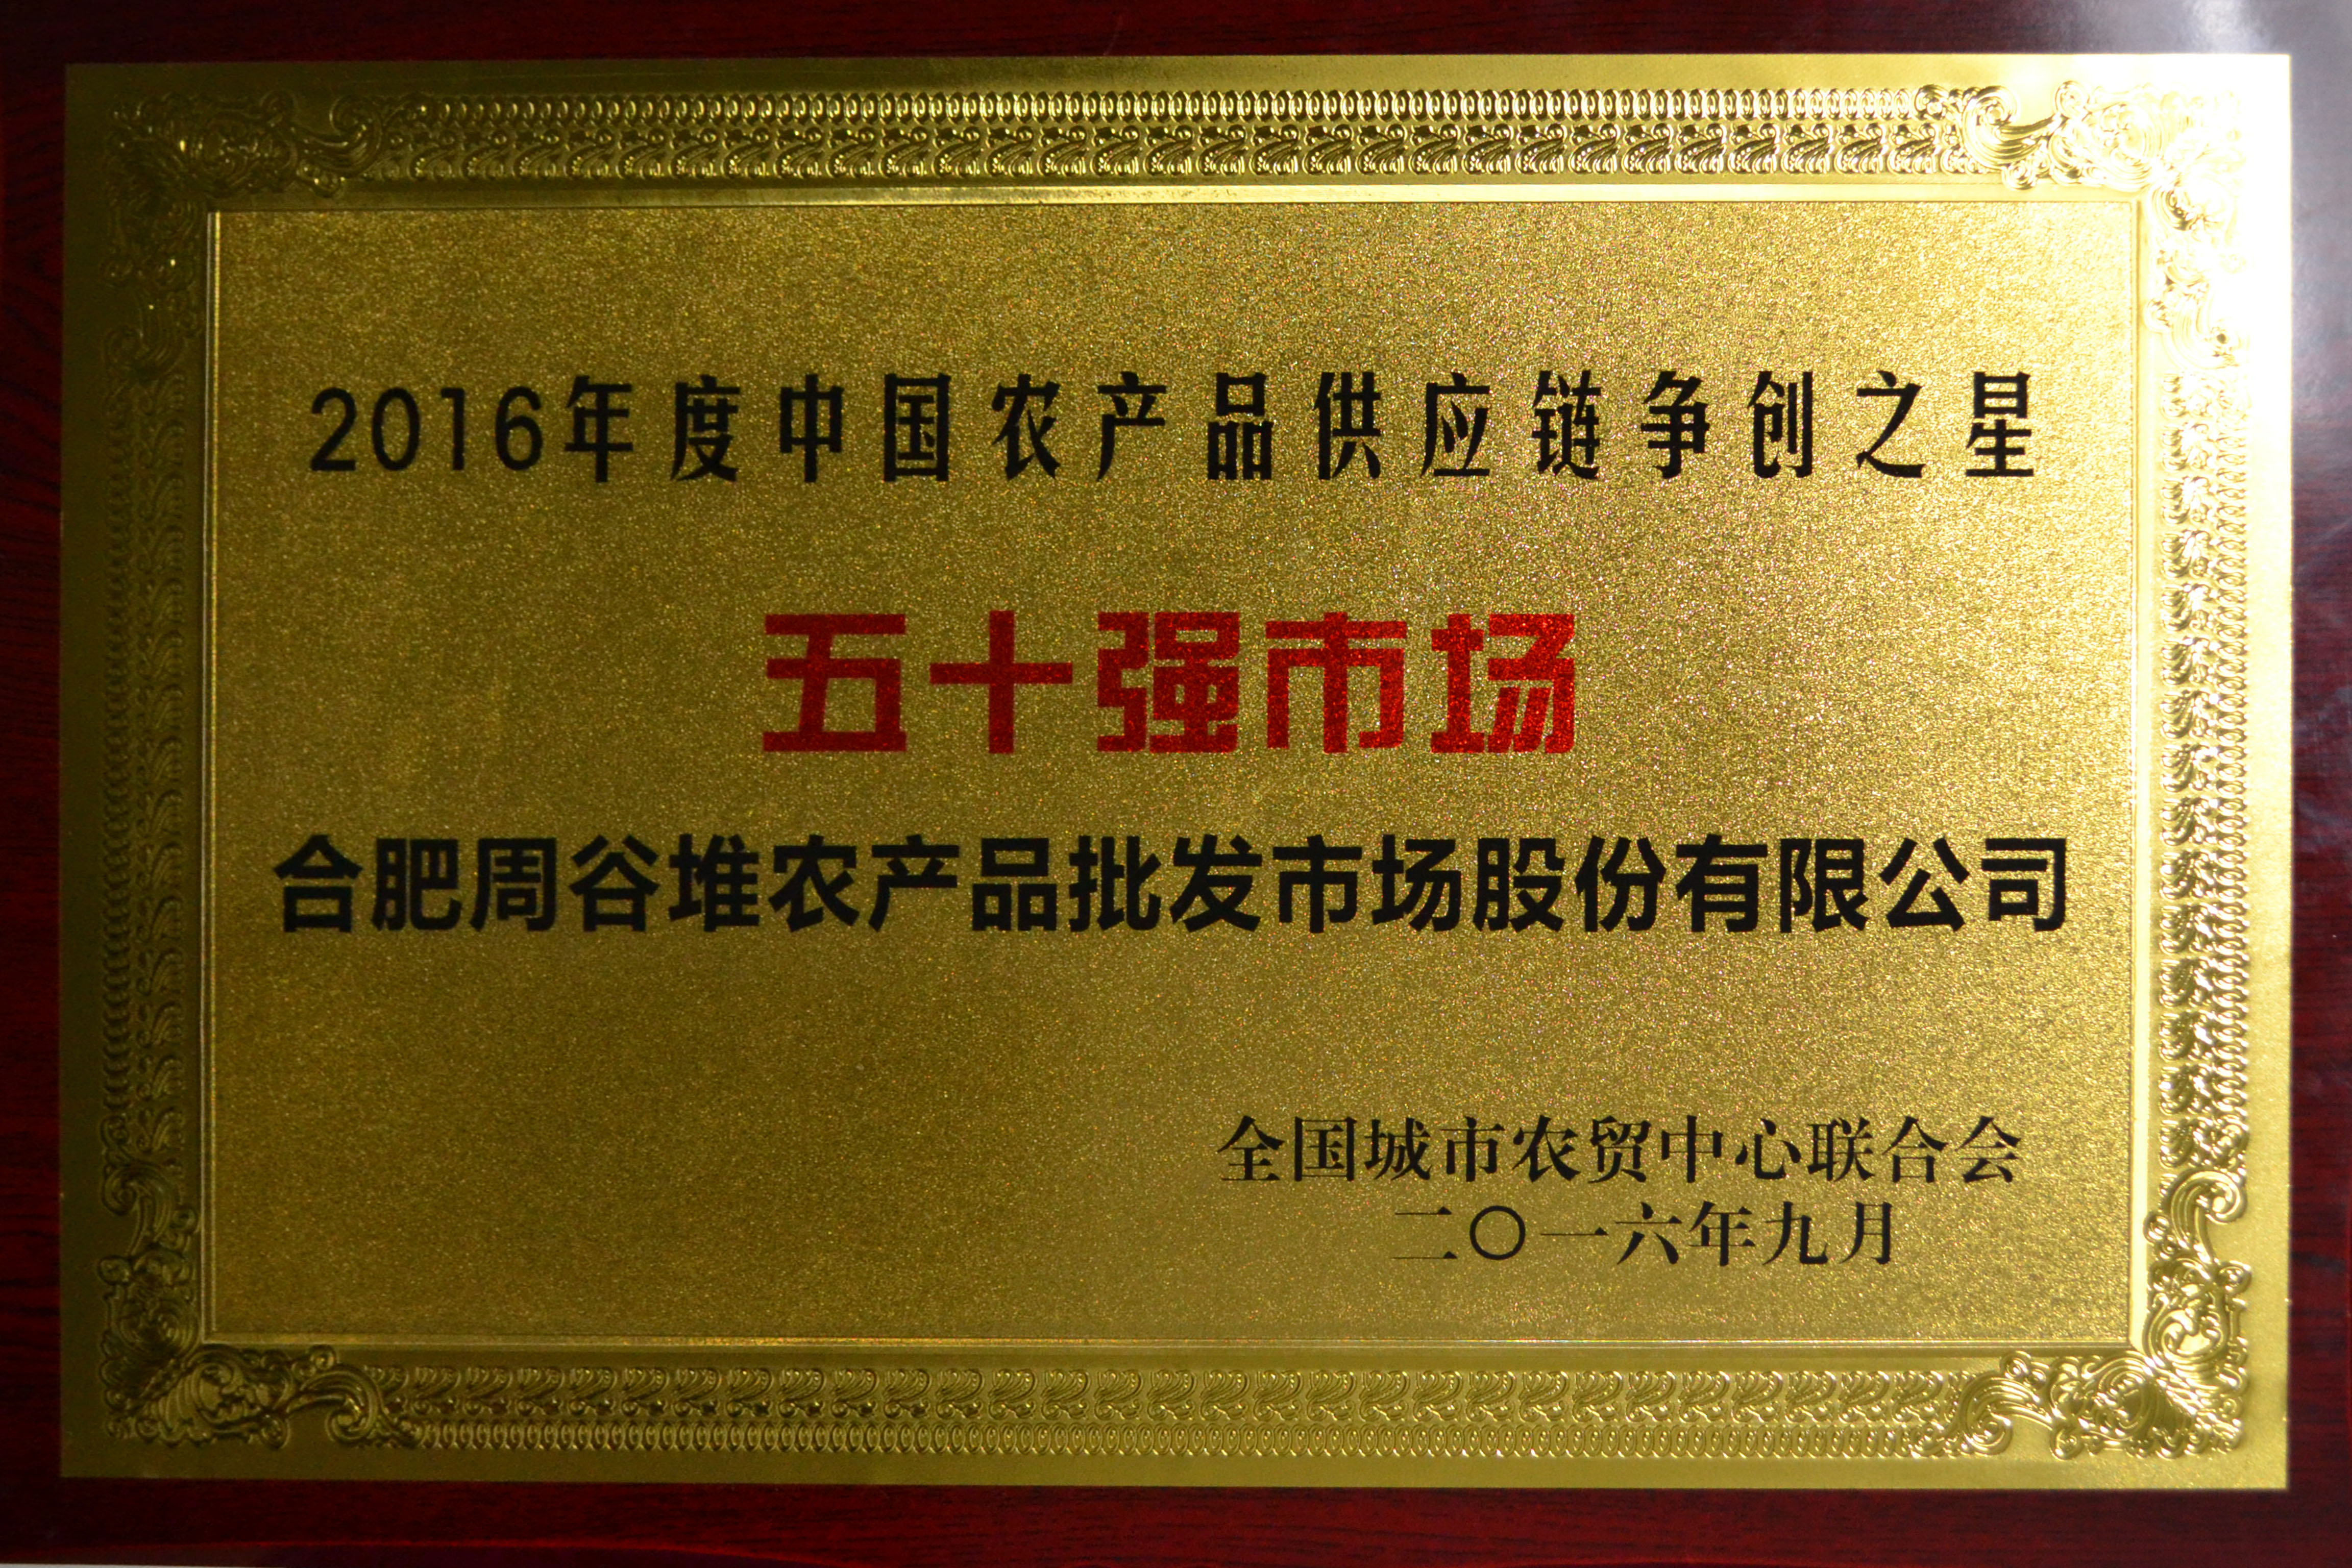 2016年度中国农产品供应链争创之星
五十强市场
合肥周谷堆农产品批发市场股份有限公司
全国城市农贸中心联合会
二〇一六年九月